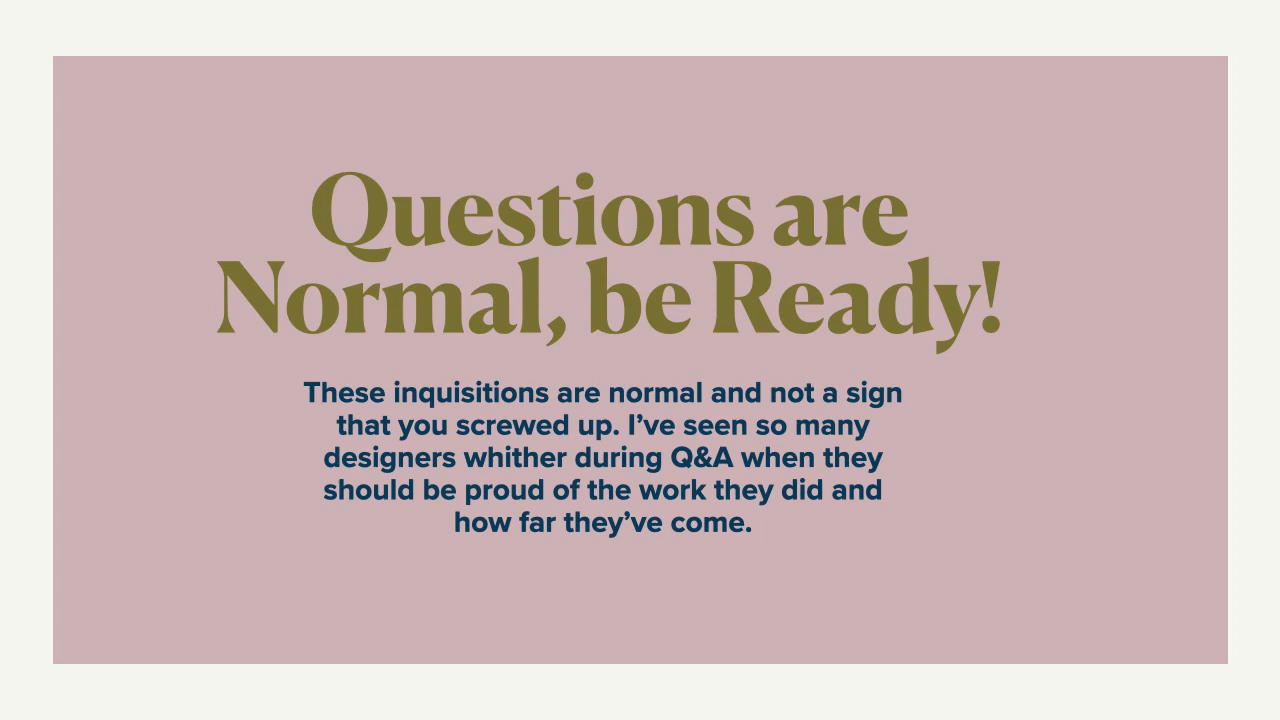 Questions are
Normal, be Ready!
These inquisitions are normal and not a sign
that you screwed up. I’ve seen so many
designers whither during Q&A when they
should be proud of the work they did and
how far they’ve come.